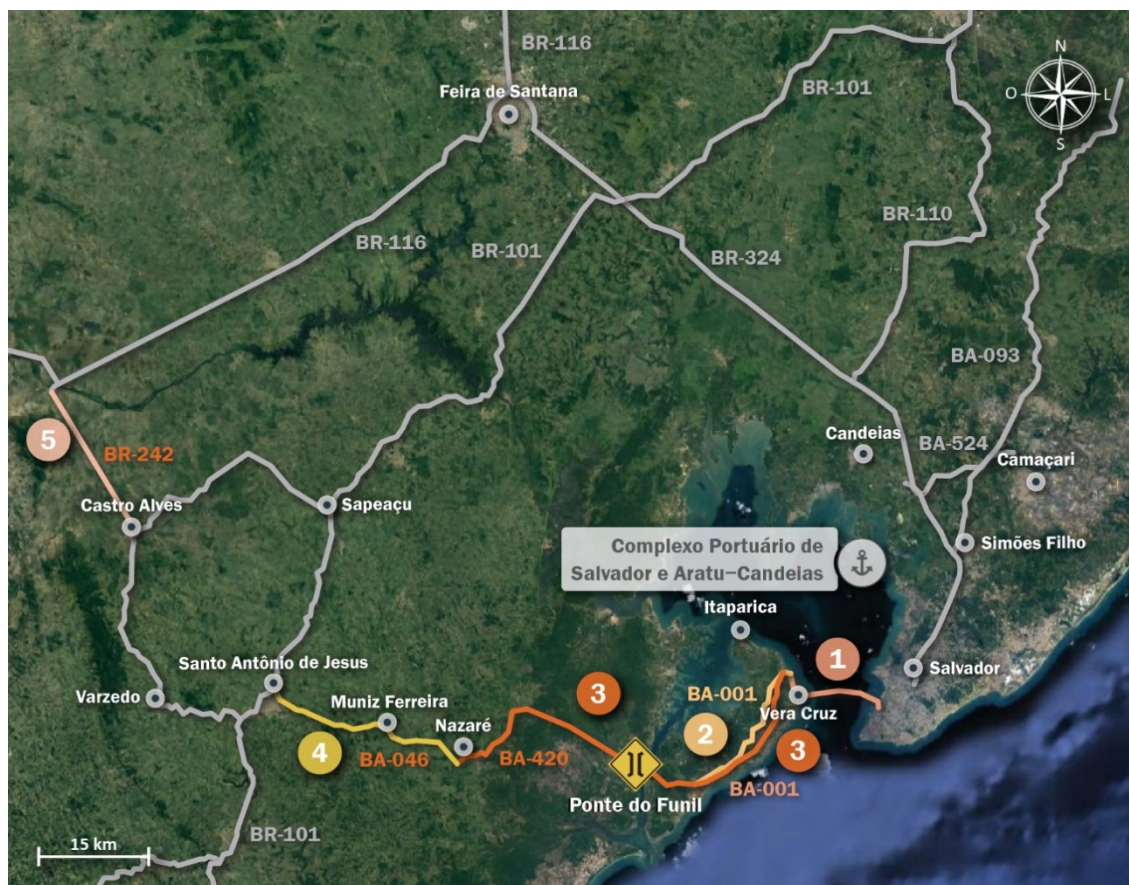 BR-116
Feira de Santana
BR-101
N
O
L
S
BR-116
BR-101
BR-110
BR-324
BA-093
Candeias
BA-524
Camaçari
5
BR-242
Castro Alves
Sapeaçu
Complexo Portuário de
Salvador e Aratu-Candeias
Simões Filho
Itaparica
Santo Antônio de Jesus
1
Salvador
Varzedo
Muniz Ferreira
3
BA-001
Vera Cruz
Nazaré
2
4
BA-046
BA-420
3
BA-001
Ponte do Funil
BR-101
15 km